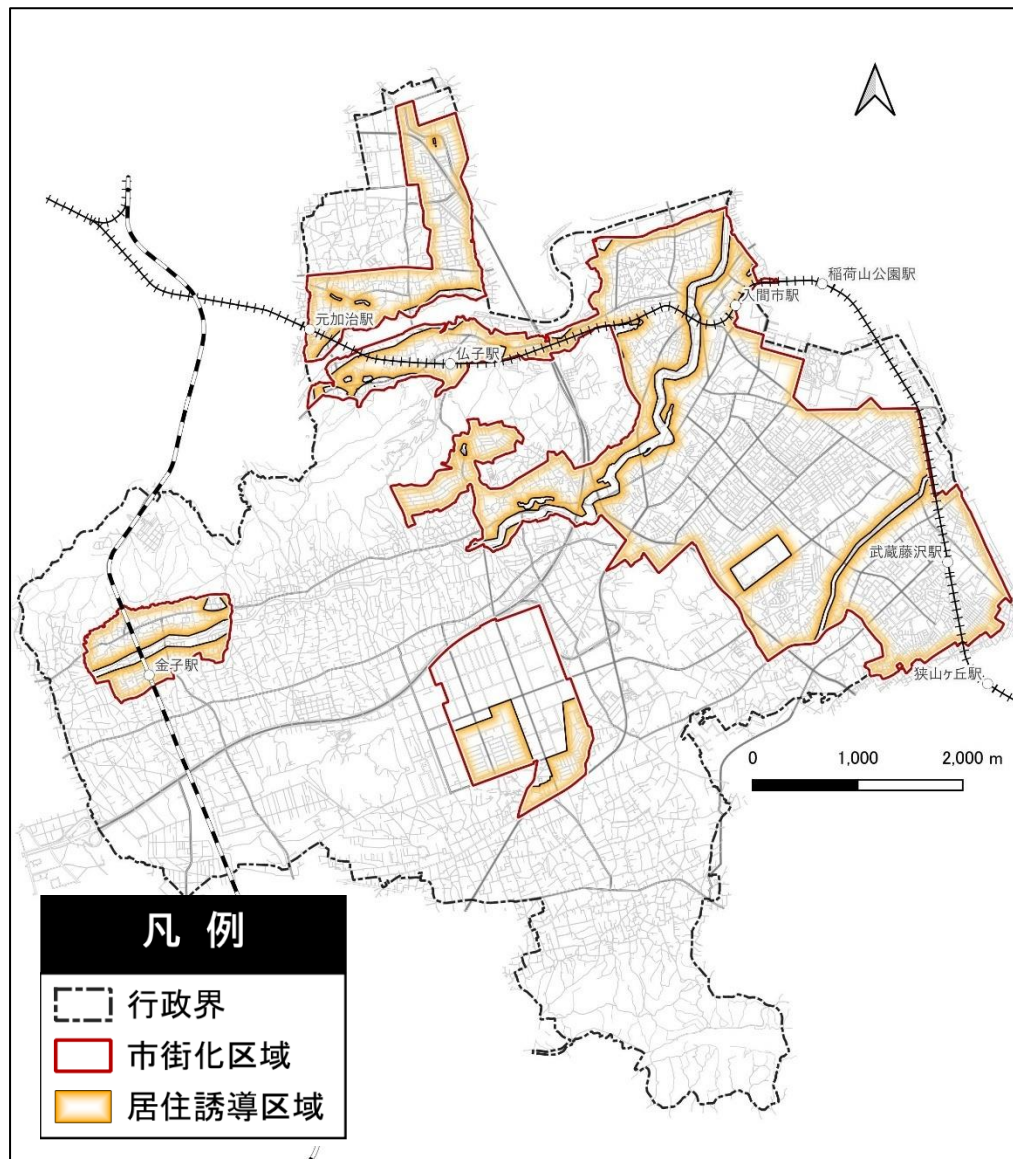 稲荷山公園駅
入間市駅
元加治駅
仏子駅
武蔵藤沢駅
金子駅
狭山ヶ丘駅
0 1,000 2,000 m
凡 例
行政界
市街化区域
居住誘導区域